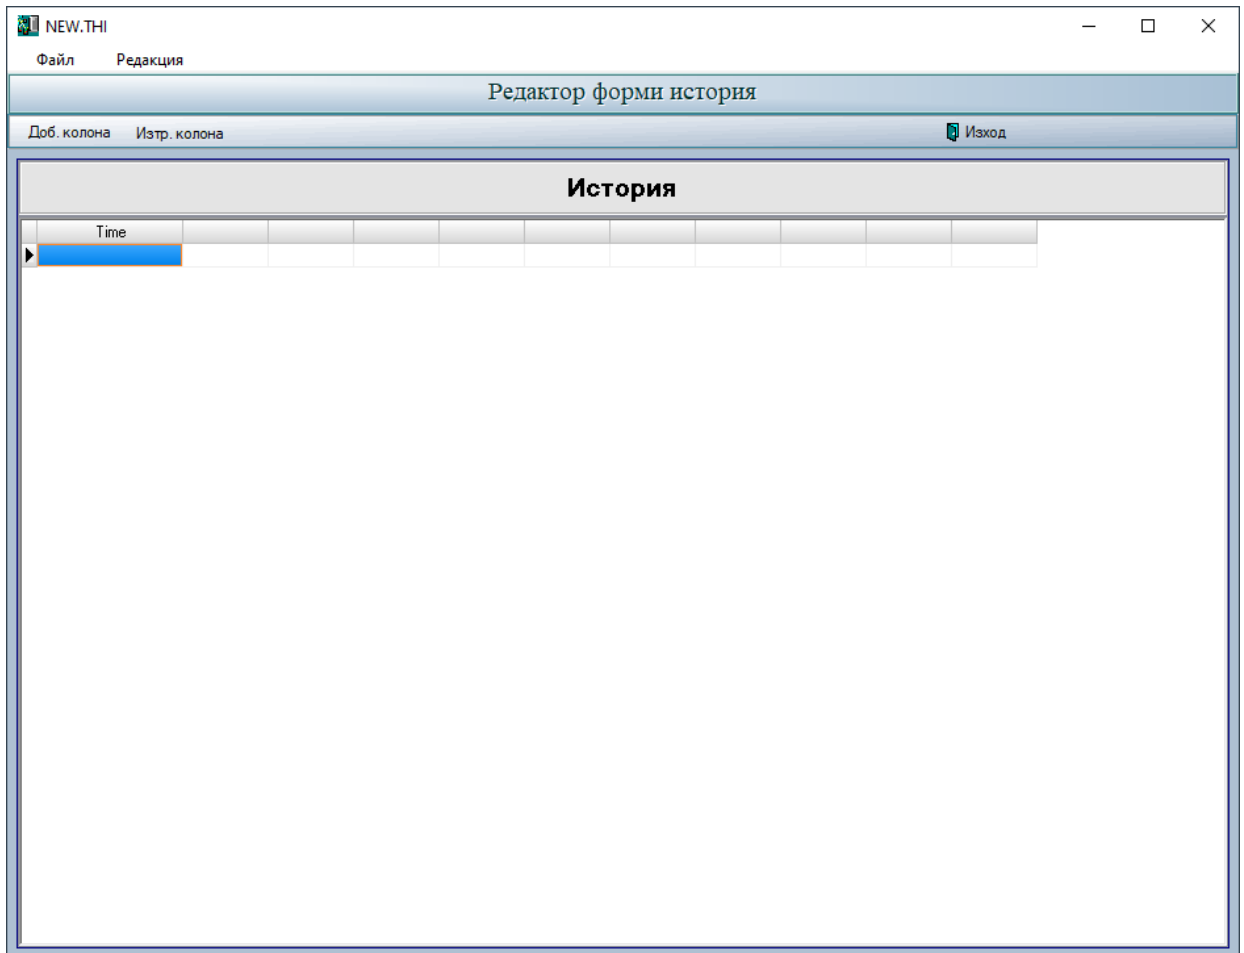 NEW.THI
Файл Редакция
Редактор форми история
Доб. колона Изтр. колона Изход
История
Time